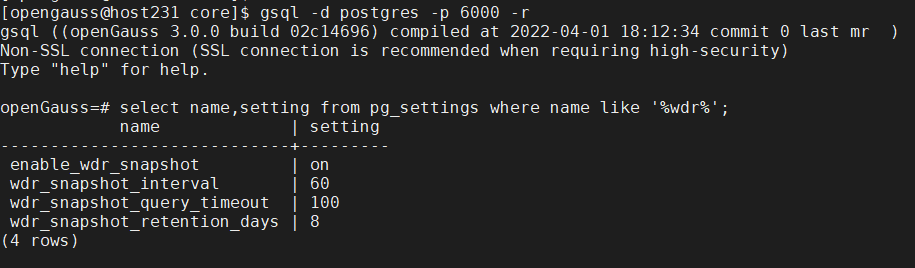 [opengauss@host231 core]$ gsql -d postgres -p 6000 -r
gsql ((openGauss 3.0.0 build 02c14696) compiled at 2022-04-01 18:12:34 commit 0 last mr  )
Non-SSL connection (SSL connection is recommended when requiring high-security)
Type "help" for help.

openGauss=# select name,setting from pg_settings where name like '%wdr%';
            name             | setting
-----------------------------+---------
 enable_wdr_snapshot         | on
 wdr_snapshot_interval       | 60
 wdr_snapshot_query_timeout  | 100
 wdr_snapshot_retention_days | 8
(4 rows)